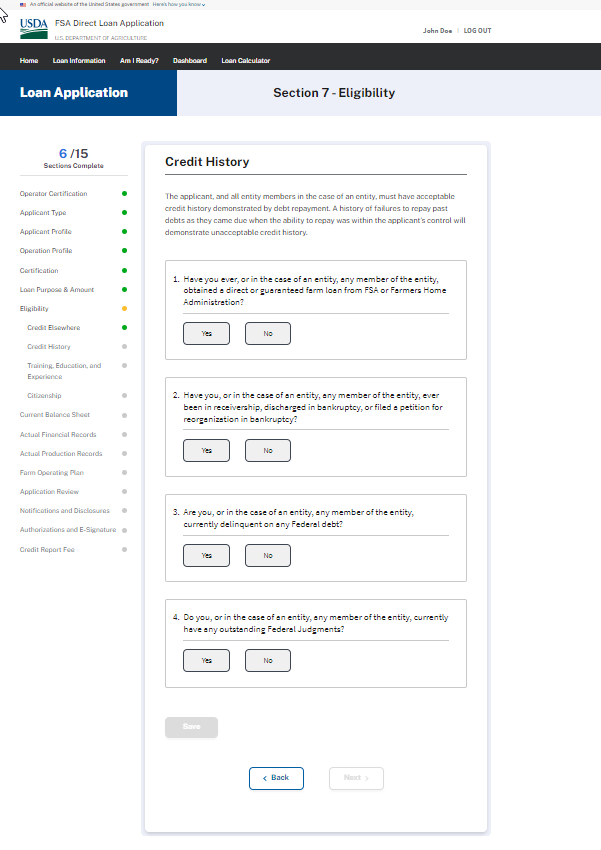 An official website of the United States government Here's how you know
USDA
FSA Direct Loan Application
U.S. DEPARTMENT OF AGRICULTURE
John Doe | LOG OUT
Home Loan Information Am I Ready? Dashboard Loan Calculator
Loan Application
Section 7 - Eligibility
6 /15
Sections Complete
Operator Certification
Applicant Type
Applicant Profile
Operation Profile
Certification
Loan Purpose & Amount
Eligibility
Credit Elsewhere
Credit History
Training, Education, and
Experience
Citizenship
Current Balance Sheet
Actual Financial Records
Actual Production Records
Farm Operating Plan
Application Review
Notifications and Disclosures
Authorizations and E-Signature
Credit Report Fee
Credit History
The applicant, and all entity members in the case of an entity, must have acceptable
credit history demonstrated by debt repayment. A history of failures to repay past
debts as they came due when the ability to repay was within the applicant's control will
demonstrate unacceptable credit history.
1. Have you ever, or in the case of an entity, any member of the entity,
obtained a direct or guaranteed farm loan from FSA or Farmers Home
Administration?
Yes No
2. Have you, or in the case of an entity, any member of the entity, ever
been in receivership, discharged in bankruptcy, or filed a petition for
reorganization in bankruptcy?
Yes No
3. Are you, or in the case of an entity, any member of the entity,
currently delinquent on any Federal debt?
Yes No
4. Do you, or in the case of an entity, any member of the entity, currently
have any outstanding Federal Judgments?
Yes No
Save
‹ Back Next ›